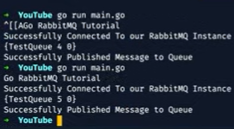 → YouTube go run main.go
^[[AGo RabbitMQ Tutorial
Successfully Connected To our RabbitMQ Instance
{TestQueue 4 0}
Successfully Published Message to Queue
→ YouTube go run main.go
Go RabbitMQ Tutorial
Successfully Connected To our RabbitMQ Instance
{TestQueue 5 0}
Successfully Published Message to Queue
→ YouTube